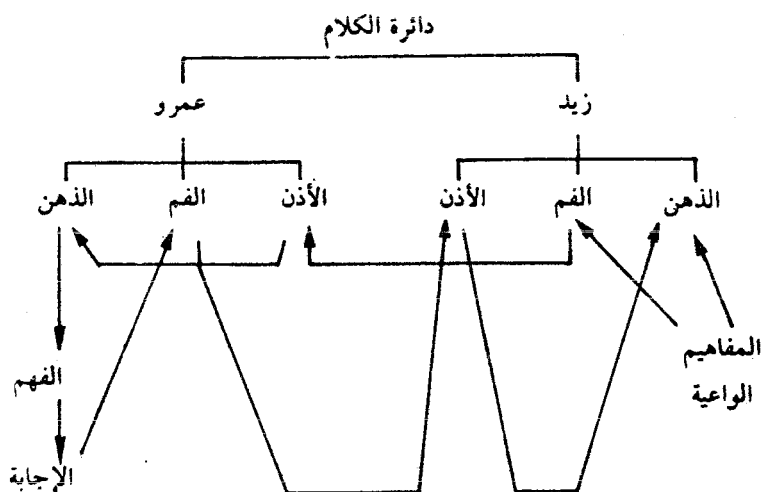 دائرة الكلام
زيد
عمرو
الذهن
الفم
الأذن
الأذن
الفم
الذهن
المفاهيم
الواعية
الفهم
الإجابة